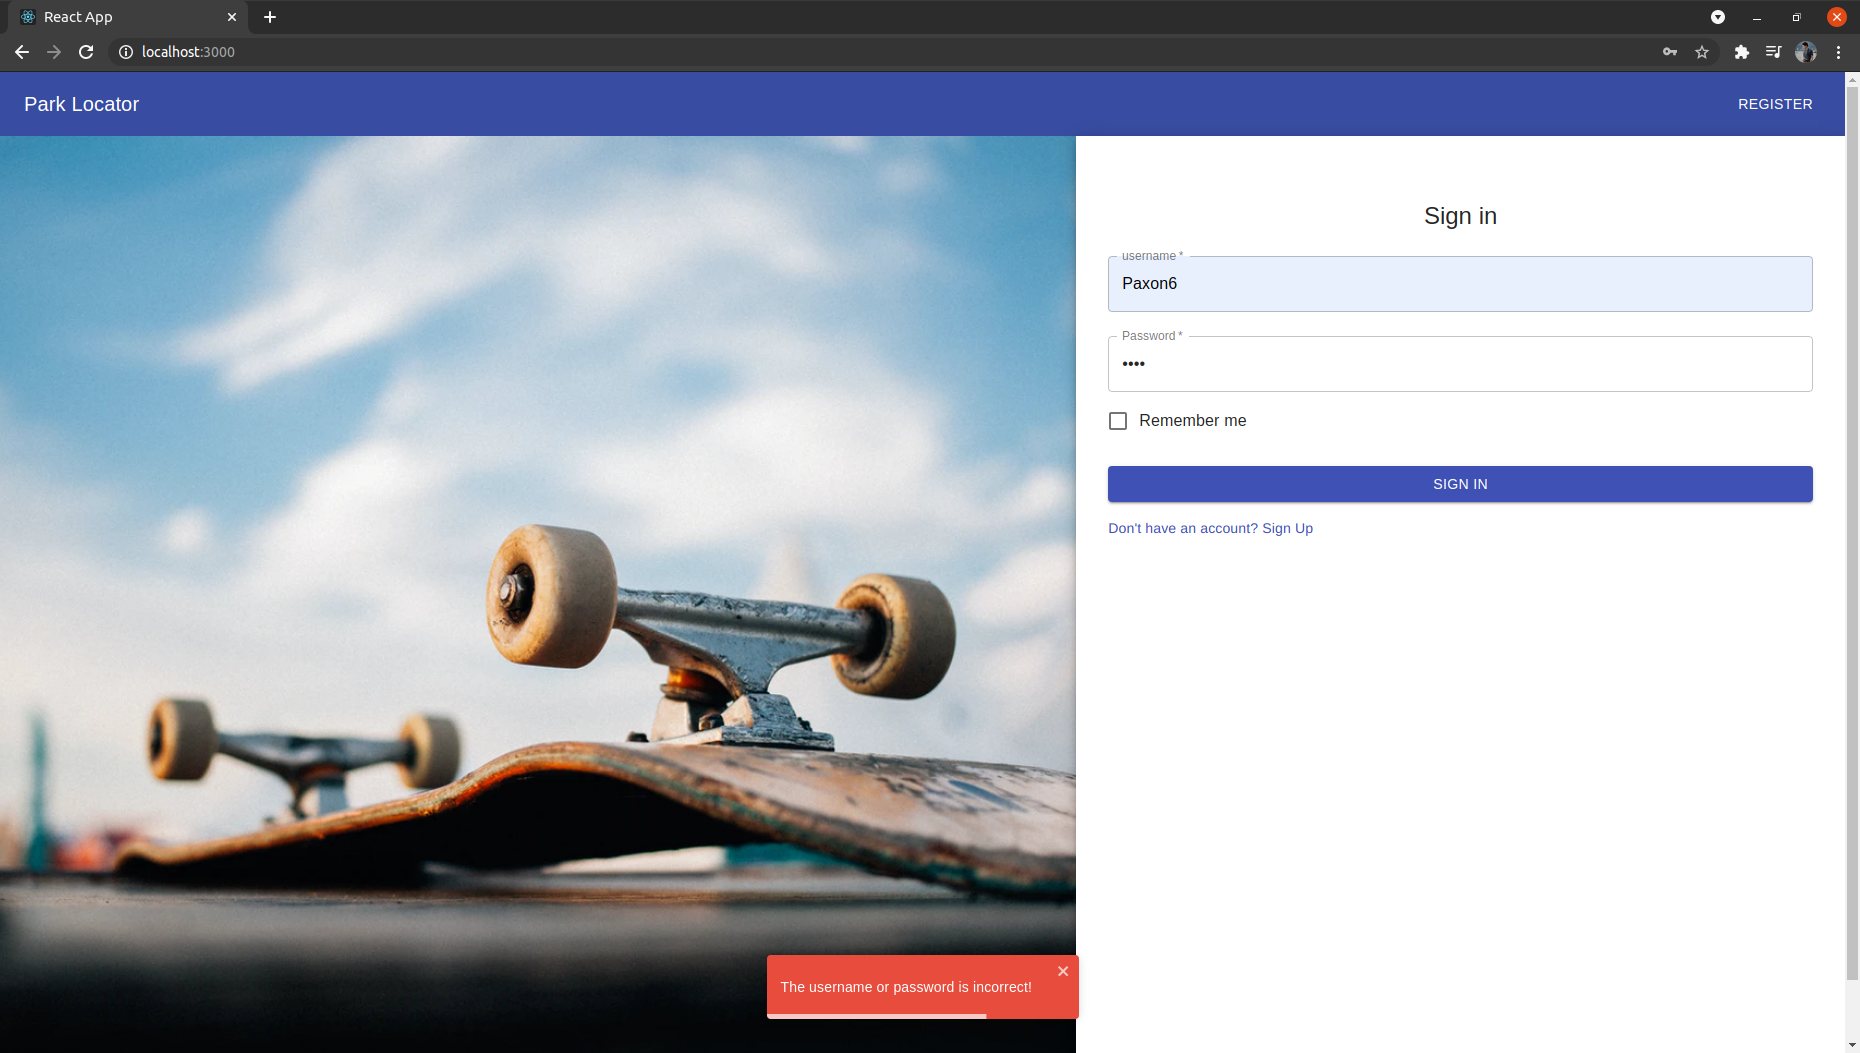 React App
localhost:3000
Park Locator
REGISTER
Sign in
username *
Paxon6
Password *
••••
Remember me
SIGN IN
Don't have an account? Sign Up
The username or password is incorrect!